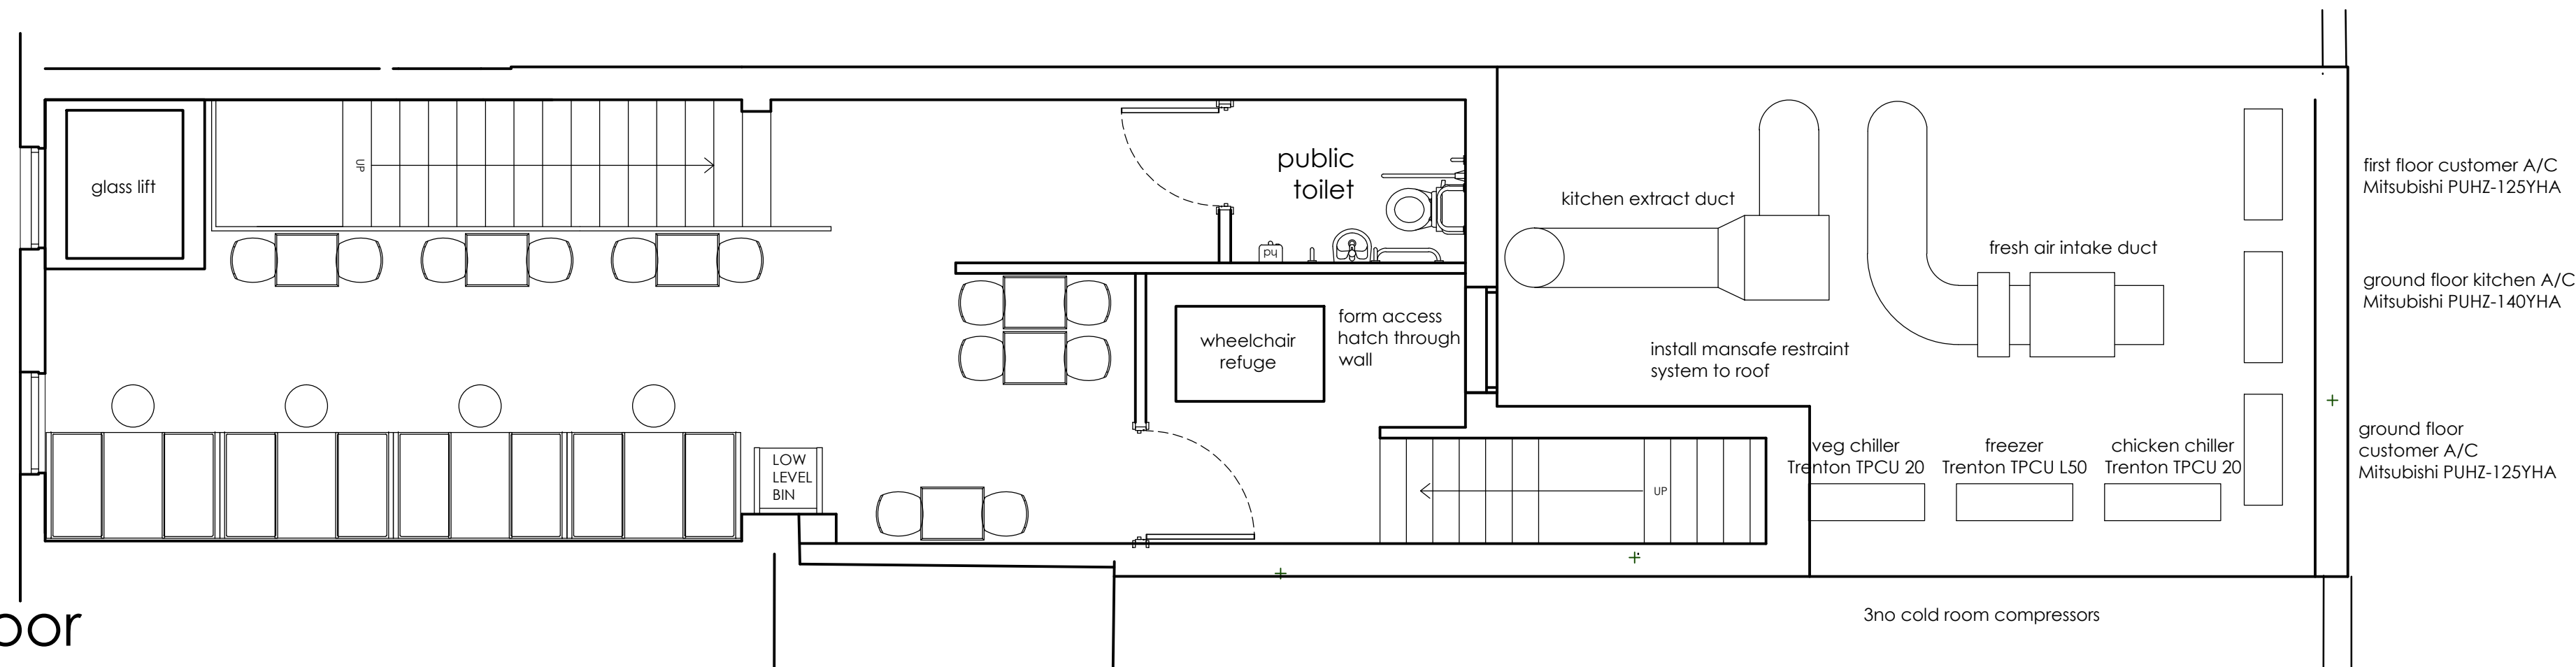 glass lift
UP
public
toilet
kitchen extract duct
fresh air intake duct
first floor customer A/C
Mitsubishi PUHZ-125YHA
ground floor kitchen A/C
Mitsubishi PUHZ-140YHA
wheelchair
refuge
form access
hatch through
wall
install mansafe restraint
system to roof
LOW
LEVEL
BIN
UP
veg chiller
Trenton TPCU 20
freezer
Trenton TPCU L50
chicken chiller
Trenton TPCU 20
ground floor
customer A/C
Mitsubishi PUHZ-125YHA
3no cold room compressors
oor